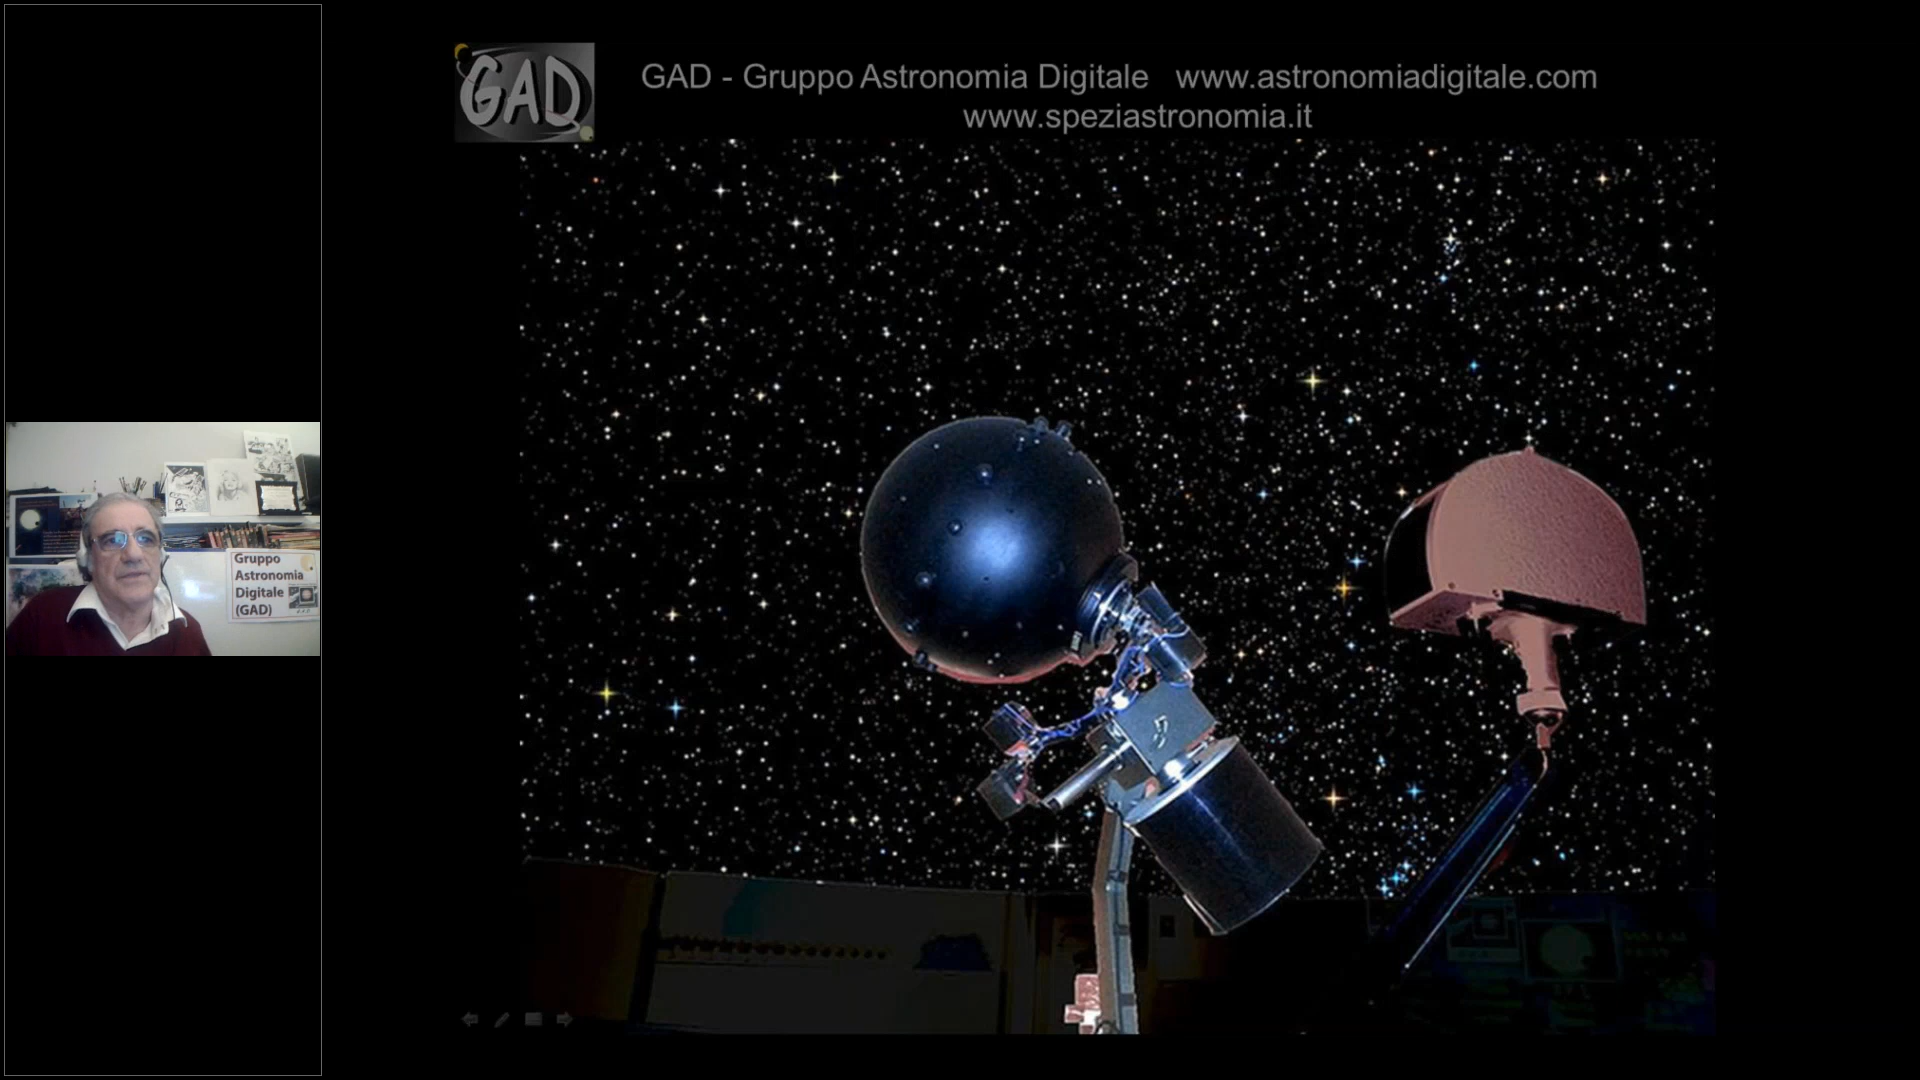 GAD
GAD - Gruppo Astronomia Digitale www.astronomiadigitale.com
www.speziastronomia.it
Gruppo
Astronomia
Digitale
(GAD)